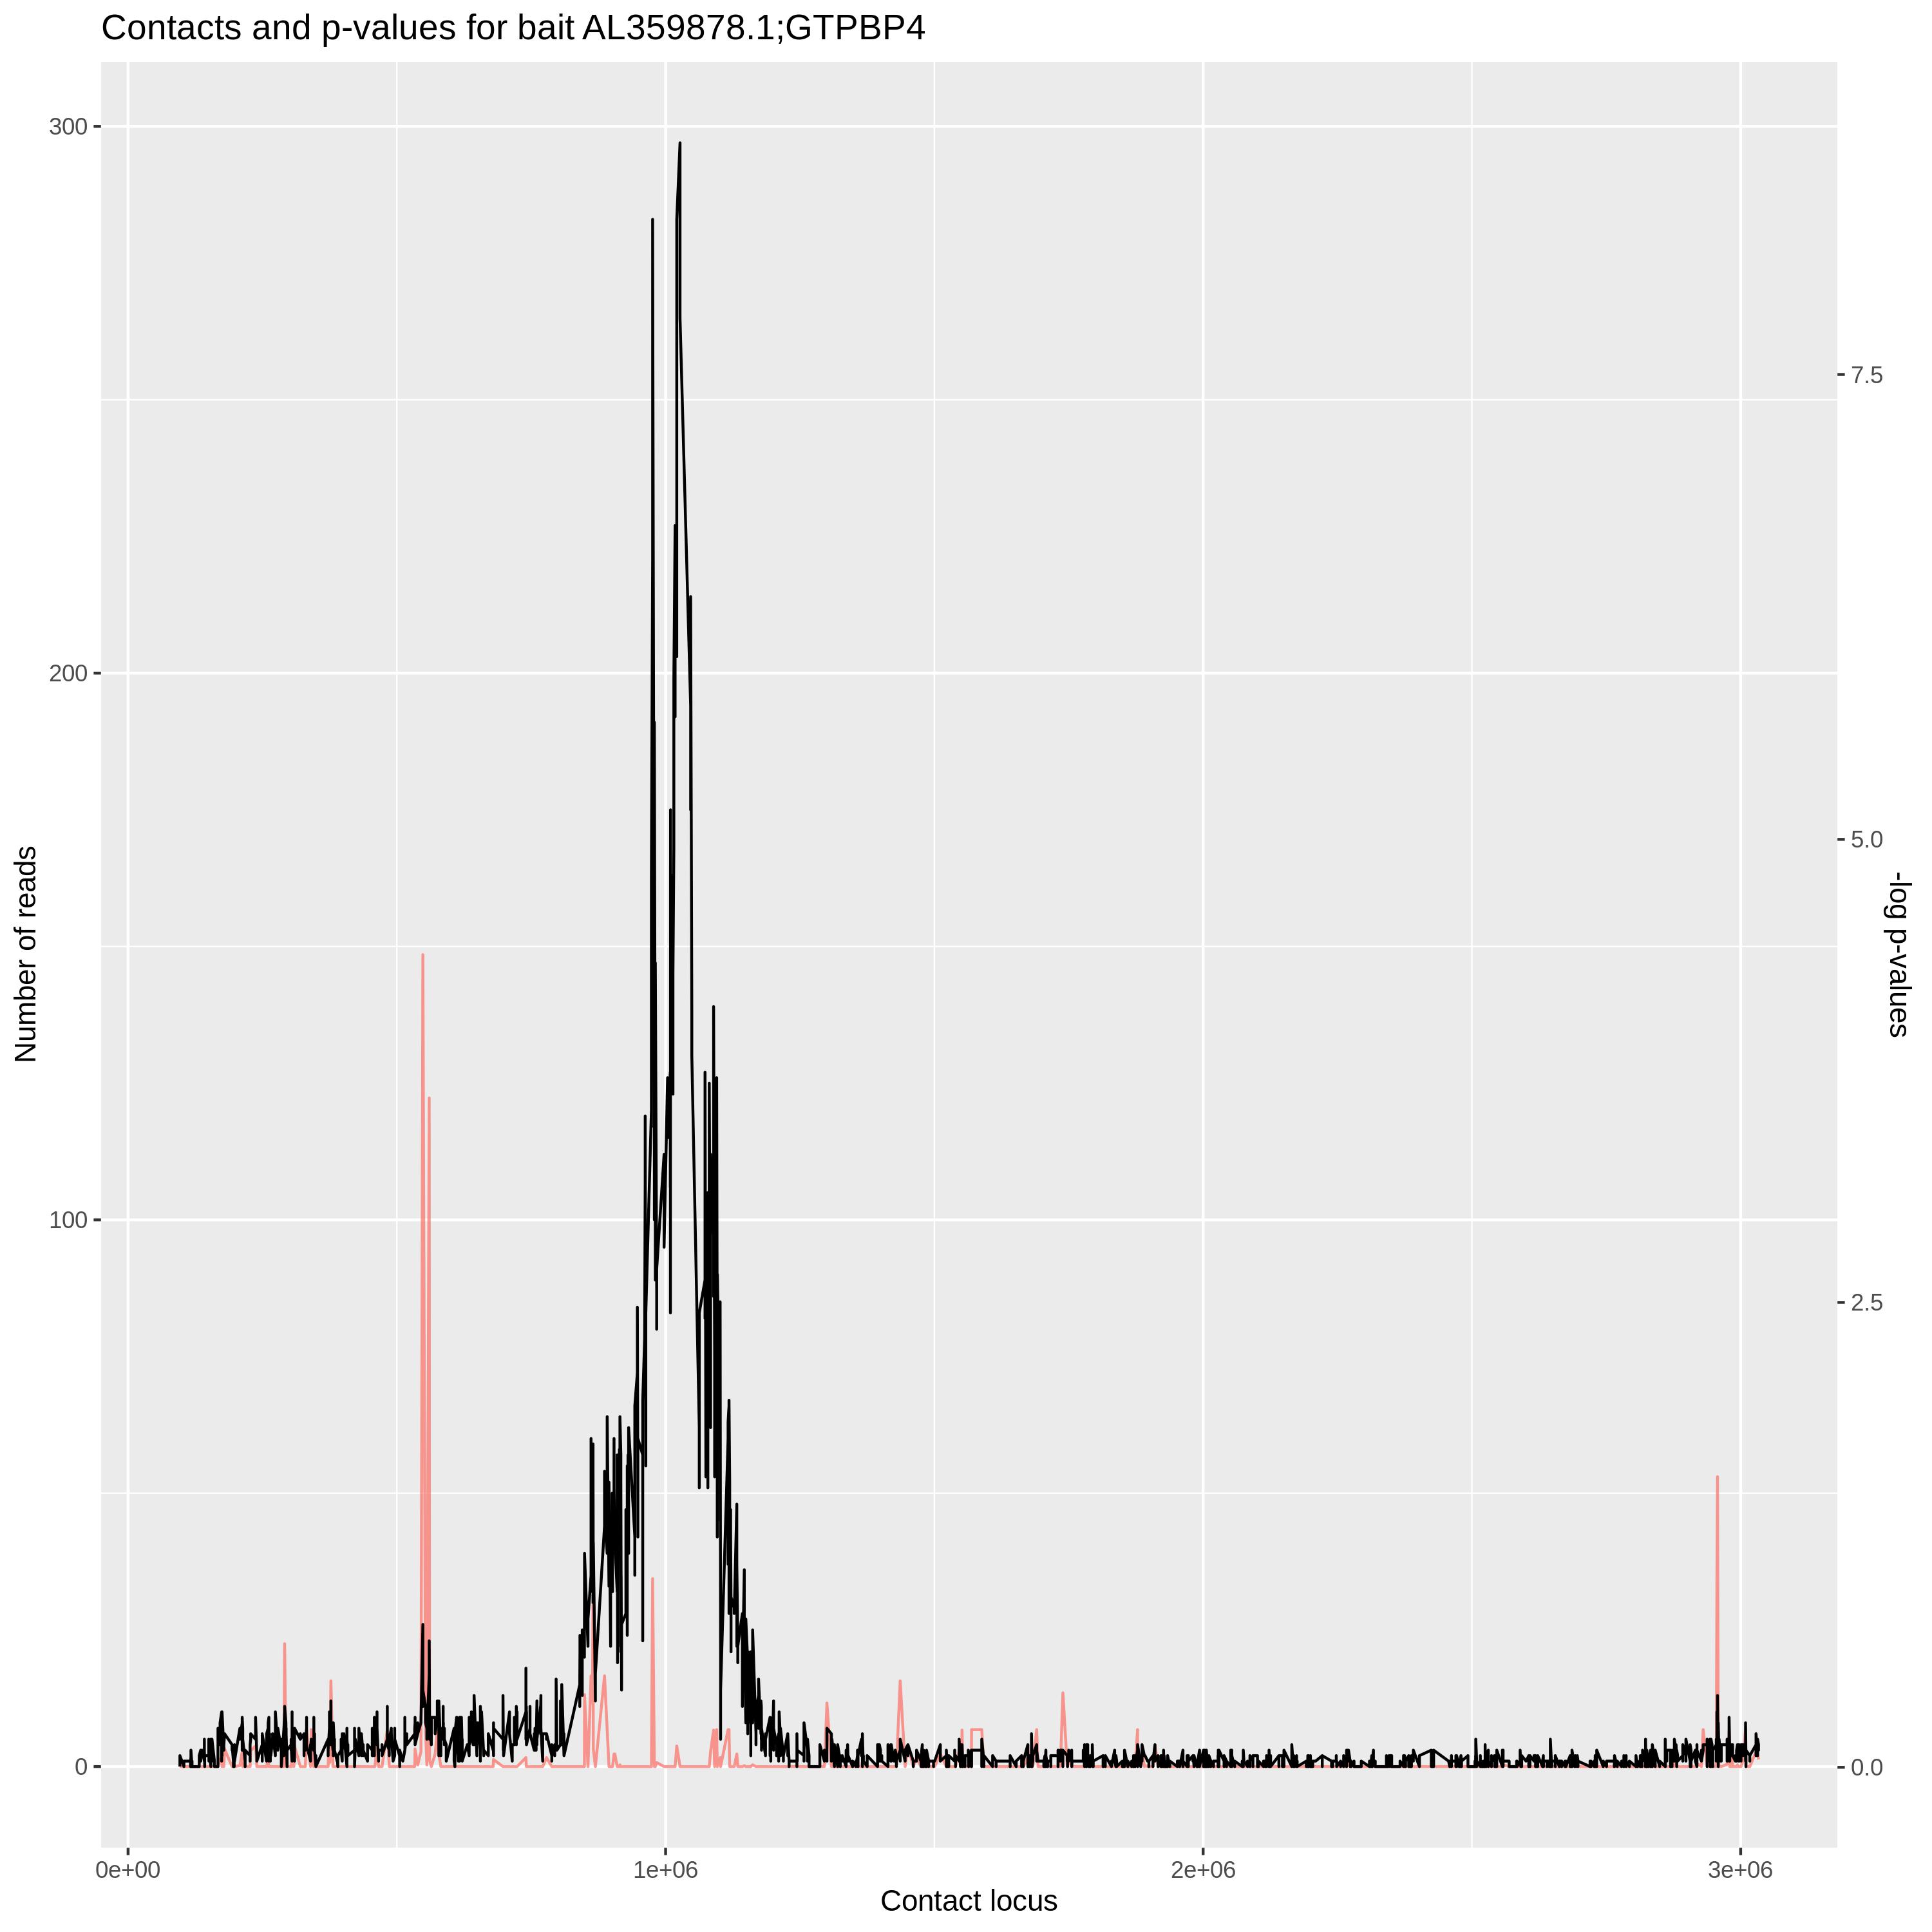 Contacts and p-values for bait AL359878.1;GTPBP4
300
200
100
0
Number of reads
7.5
5.0
2.5
0.0
-log p-values
0e+00
1e+06
2e+06
3e+06
Contact locus